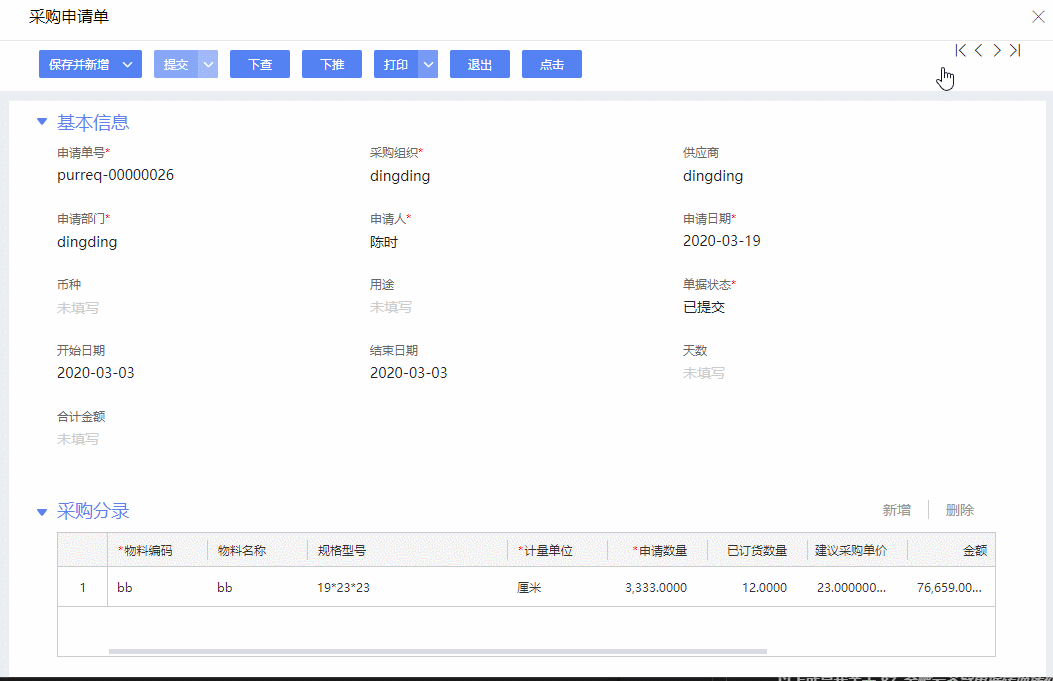 采购申请单
保存并新增 提交 下查 下推 打印 退出 点击
基本信息
申请单号* 采购组织* 供应商
purreq-00000026 dingding dingding
申请部门* 申请人* 申请日期*
dingding 陈时 2020-03-19
币种 用途 单据状态*
未填写 未填写 已提交
开始日期 结束日期 天数
2020-03-03 2020-03-03 未填写
合计金额
未填写
采购分录 新增 删除
*物料编码 物料名称 规格型号 *计量单位 *申请数量 已订货数量 建议采购单价 金额
1 bb bb 19*23*23 厘米 3,333.0000 12.0000 23.000000... 76,659.00...